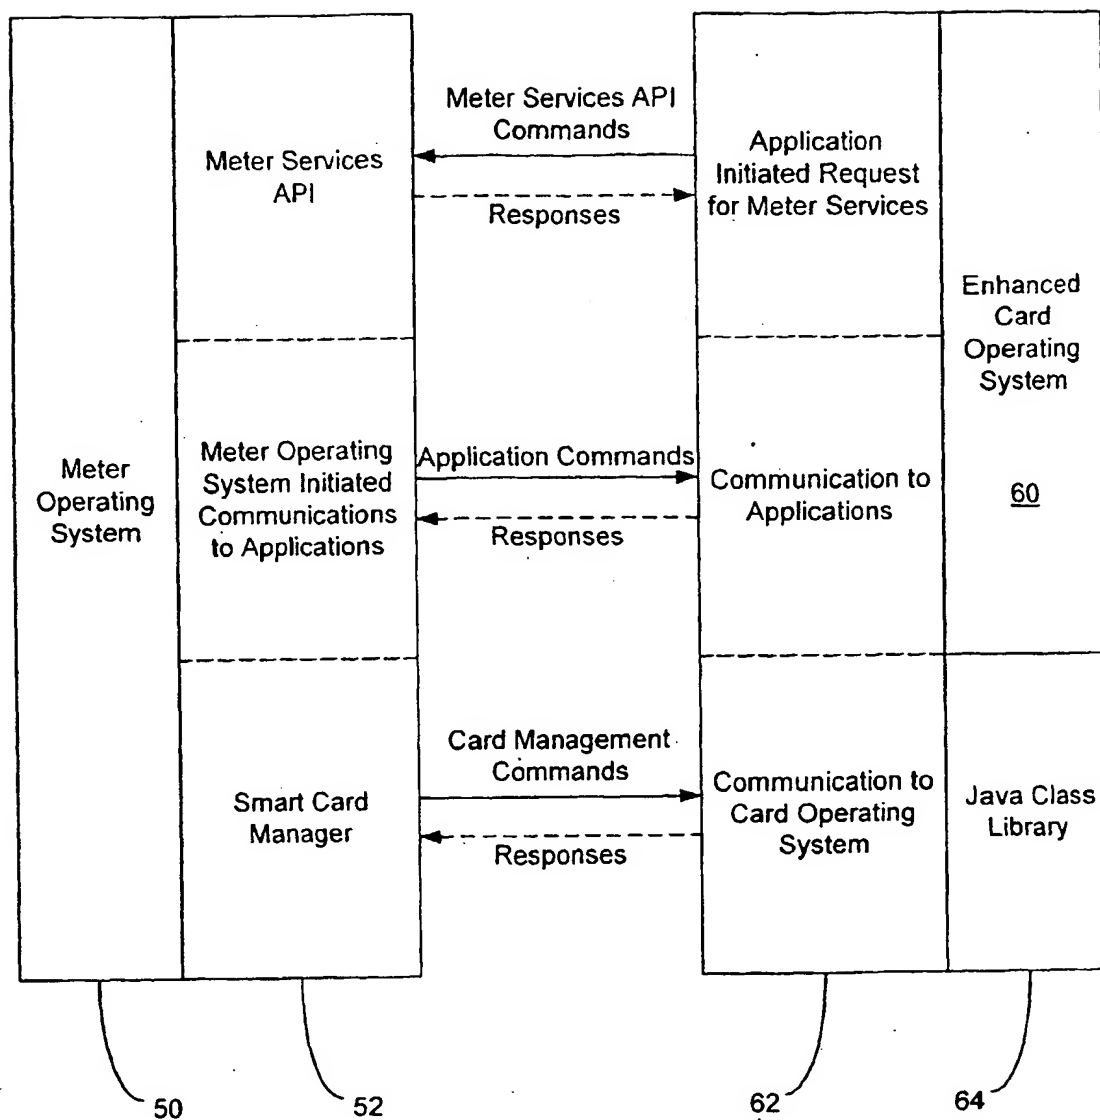 Meter
Operating
System
Meter Services
API
Meter Services API
Commands
Responses
Application
Initiated Request
for Meter Services
Meter Operating
System Initiated
Communications
to Applications
Application Commands
Responses
Communication to
Applications
Enhanced
Card
Operating
System
60
Smart Card
Manager
Card Management
Commands
Responses
Communication to
Card Operating
System
Java Class
Library
50
52
62
64